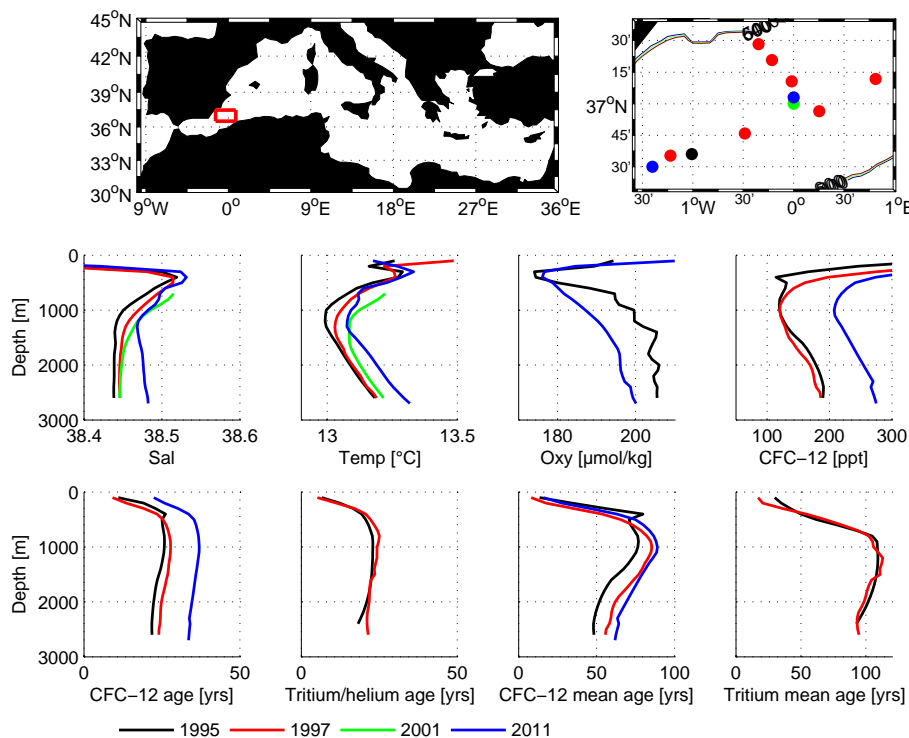 45°N
42°N
39°N
36°N
33°N
30°N
9°W 0° 9°E 18°E 27°E 36°E
6000
30'
15'
37°N
45'
30'
1°W 30' 0° 30' 1°E
0
1000
2000
3000
Depth [m]
38.4 38.5 38.6
Sal
13 13.5
Temp [°C]
180 200
Oxy [µmol/kg]
100 200 300
CFC−12 [ppt]
0
1000
2000
3000
Depth [m]
0 50
CFC−12 age [yrs]
0 50
Tritium/helium age [yrs]
0 50 100
CFC−12 mean age [yrs]
0 50 100
Tritium mean age [yrs]
1995 1997 2001 2011